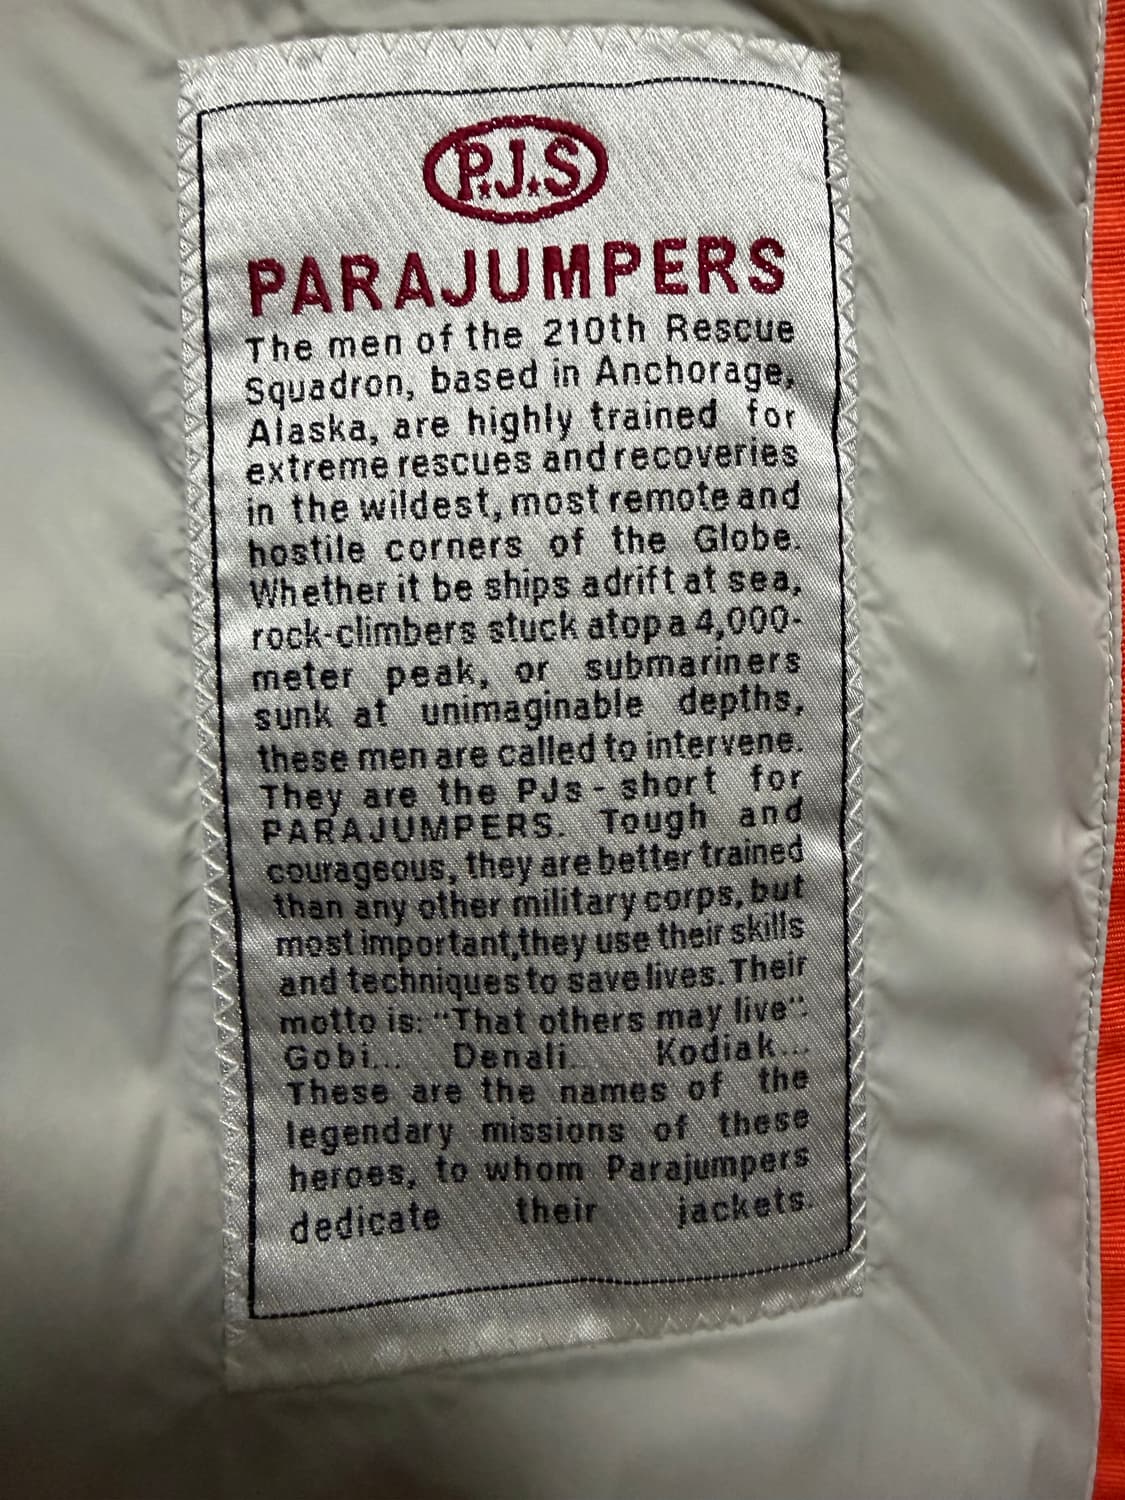 P.J.S
PARAJUMPERS
The men of the 210th Rescue
Squadron, based in Anchorage,
Alaska, are highly trained for
extreme rescues and recoveries
in the wildest, most remote and
hostile corners of the Globe.
Whether it be ships adrift at sea,
rock-climbers stuck atop a 4,000-
meter peak, or submariners
sunk at unimaginable depths,
these men are called to intervene.
They are the PJs - short for
PARAJUMPERS. Tough and
courageous, they are better trained
than any other military corps, but
most important,they use their skills
and techniques to save lives. Their
motto is: "That others may live".
Gobi... Denali... Kodiak...
These are the names of the
legendary missions of these
heroes, to whom Parajumpers
dedicate their jackets.